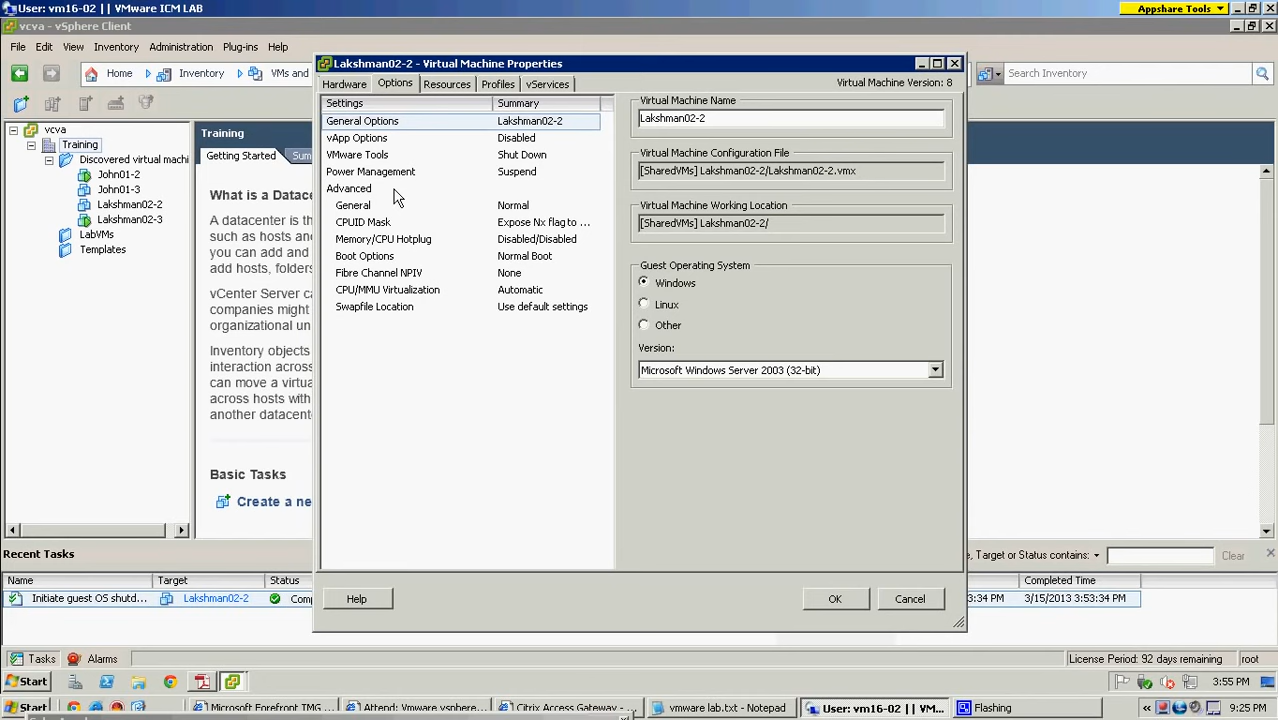 User: vm16-02 || VMware ICM LAB
Appshare Tools
vcva - vSphere Client
File Edit View Inventory Administration Plug-ins Help
Home Inventory VMs and
Search Inventory
Lakshman02-2 - Virtual Machine Properties
Hardware Options Resources Profiles vServices
Virtual Machine Version: 8
Settings Summary
General Options Lakshman02-2
vApp Options Disabled
VMware Tools Shut Down
Power Management Suspend
Advanced
General Normal
CPUID Mask Expose Nx flag to ...
Memory/CPU Hotplug Disabled/Disabled
Boot Options Normal Boot
Fibre Channel NPIV None
CPU/MMU Virtualization Automatic
Swapfile Location Use default settings
Virtual Machine Name
Lakshman02-2
Virtual Machine Configuration File
[SharedVMs] Lakshman02-2/Lakshman02-2.vmx
Virtual Machine Working Location
[SharedVMs] Lakshman02-2/
Guest Operating System
Windows
Linux
Other
Version:
Microsoft Windows Server 2003 (32-bit)
Help OK Cancel
vcva
Training
Discovered virtual machi
John01-2
John01-3
Lakshman02-2
Lakshman02-3
LabVMs
Templates
Training
Getting Started Sum
What is a Datace
A datacenter is th
such as hosts and
you can add and
add hosts, folders
vCenter Server ca
companies might
organizational un
Inventory objects
interaction across
can move a virtua
across hosts with
another datacente
Basic Tasks
Create a ne
Recent Tasks
, Target or Status contains: Clear
Name Target Status Completed Time
Initiate guest OS shutd... Lakshman02-2 Comp 3:34 PM 3/15/2013 3:53:34 PM
Tasks Alarms License Period: 92 days remaining root
Start 3:55 PM
Start Microsoft Forefront TMG ... Attend: Vmware vsphere... Citrix Access Gateway - ... vmware lab.txt - Notepad User: vm16-02 || VM... Flashing 9:25 PM